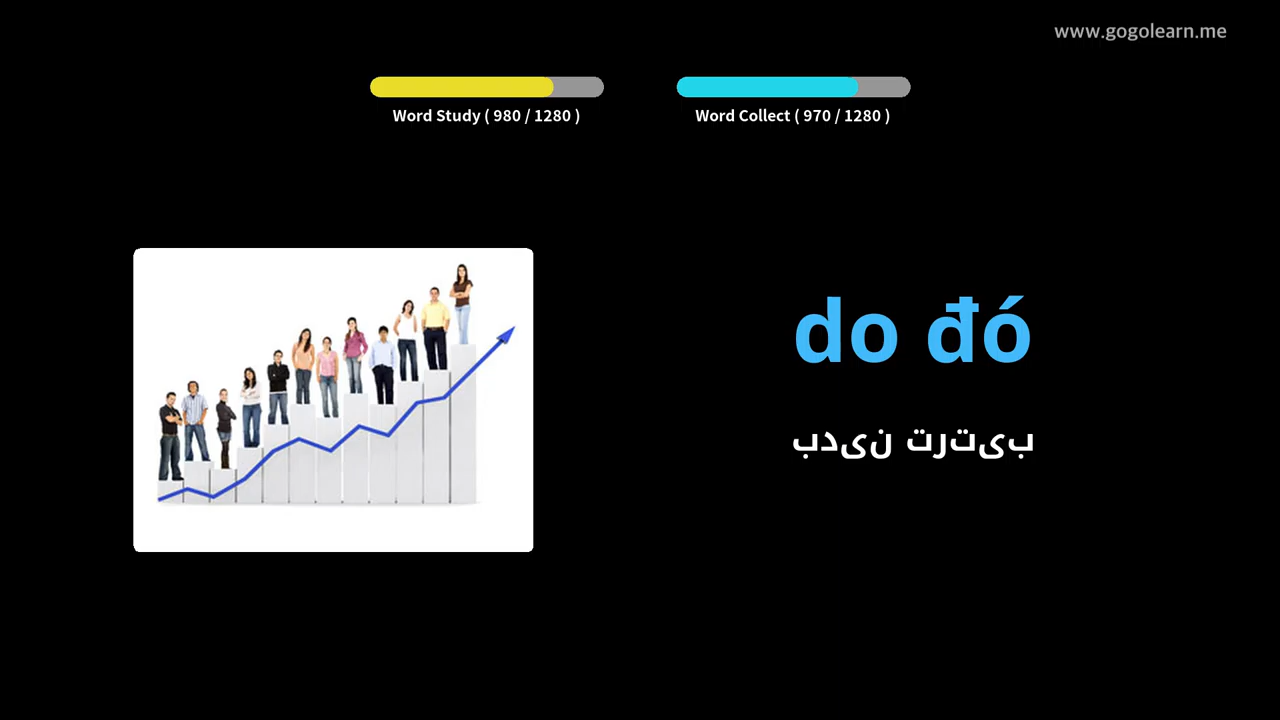 www.gogolearn.me
Word Study ( 980 / 1280 )
Word Collect ( 970 / 1280 )
do đó
بدین ترتیب